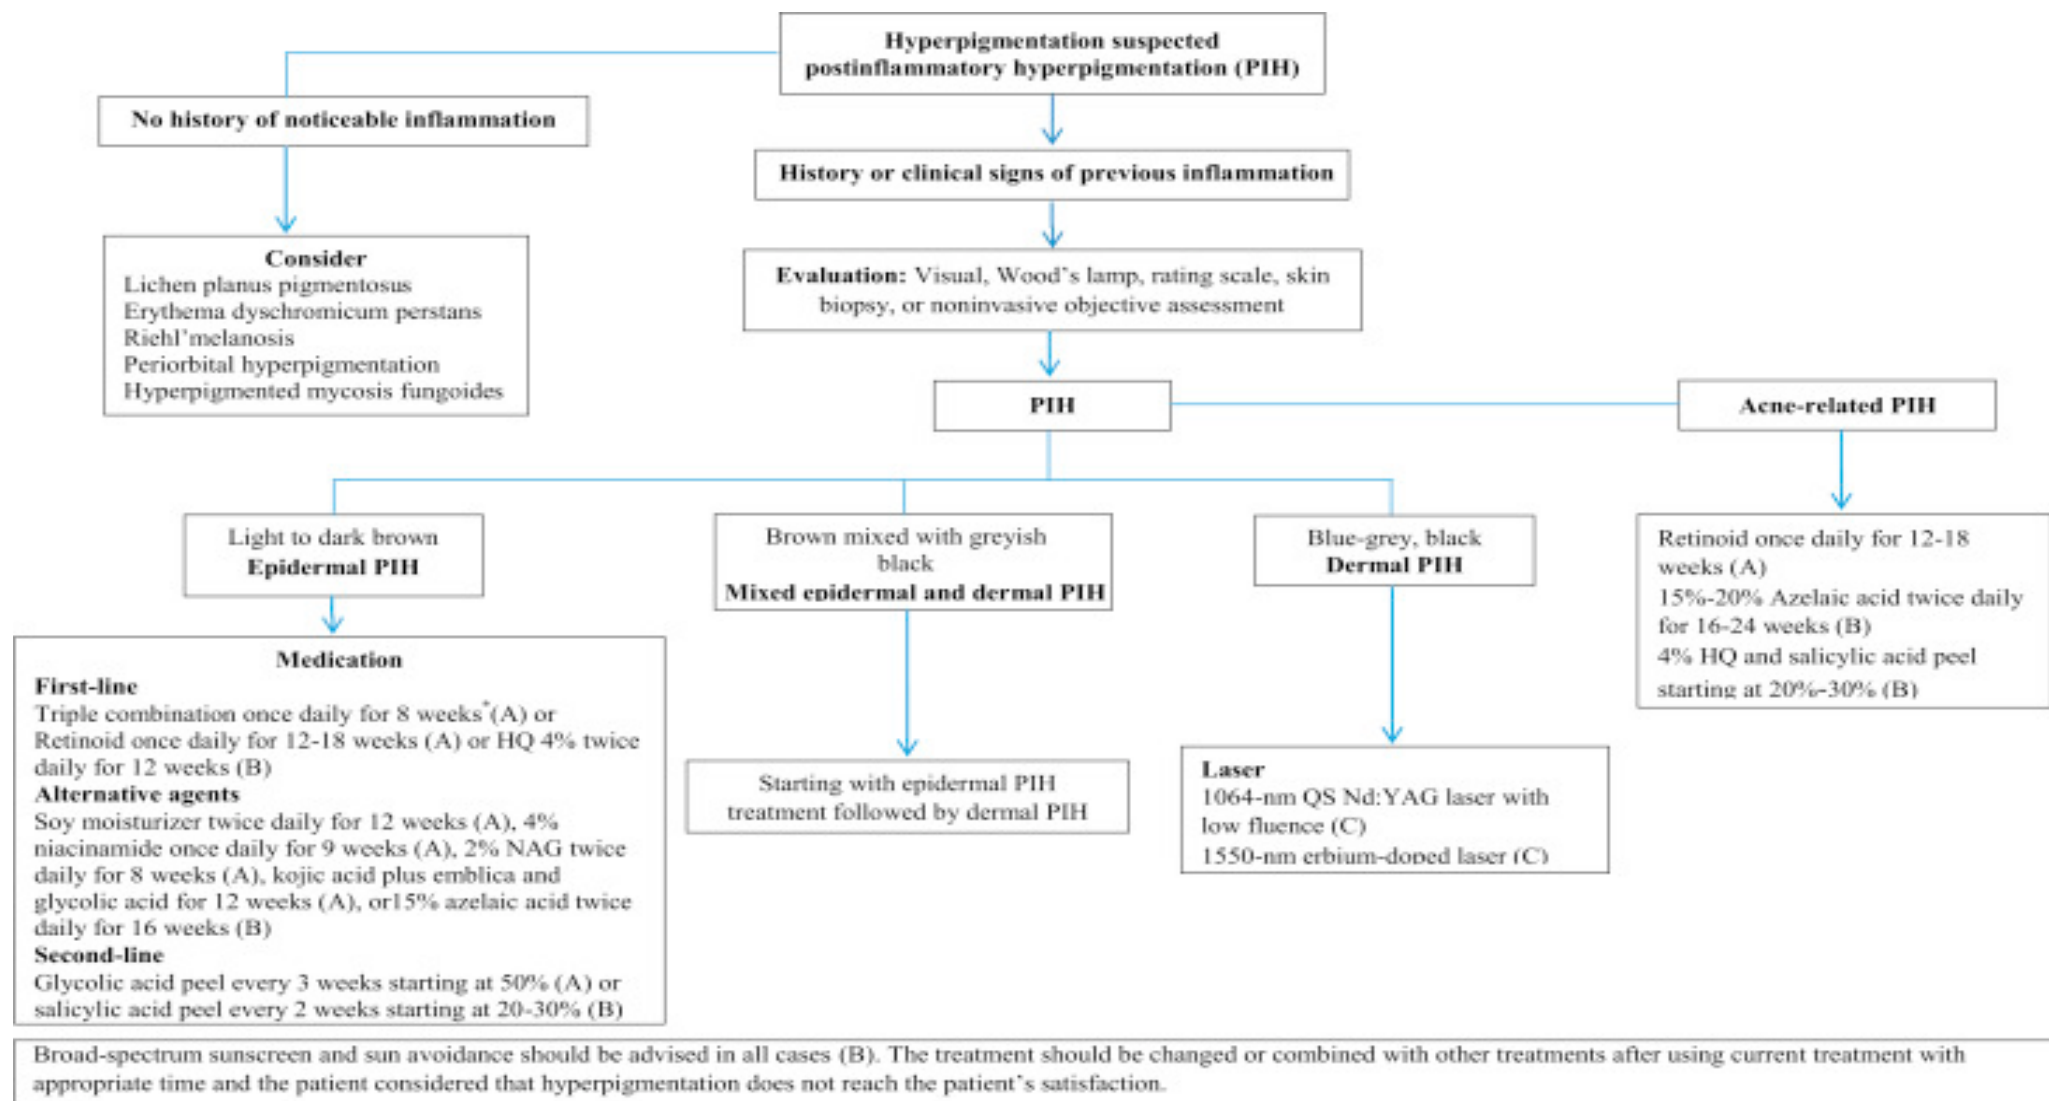 Hyperpigmentation suspected
postinflammatory hyperpigmentation (PIH)
No history of noticeable inflammation
History or clinical signs of previous inflammation
Consider
Lichen planus pigmentosus
Erythema dyschromicum perstans
Riehl'melanosis
Periorbital hyperpigmentation
Hyperpigmented mycosis fungoides
Evaluation: Visual, Wood's lamp, rating scale, skin
biopsy, or noninvasive objective assessment
PIH
Acne-related PIH
Light to dark brown
Epidermal PIH
Brown mixed with greyish
black
Mixed epidermal and dermal PIH
Blue-grey, black
Dermal PIH
Retinoid once daily for 12-18
weeks (A)
15%-20% Azelaic acid twice daily
for 16-24 weeks (B)
4% HQ and salicylic acid peel
starting at 20%-30% (B)
Medication
First-line
Triple combination once daily for 8 weeks*(A) or
Retinoid once daily for 12-18 weeks (A) or HQ 4% twice
daily for 12 weeks (B)
Alternative agents
Soy moisturizer twice daily for 12 weeks (A), 4%
niacinamide once daily for 9 weeks (A), 2% NAG twice
daily for 8 weeks (A), kojic acid plus emblica and
glycolic acid for 12 weeks (A), or15% azelaic acid twice
daily for 16 weeks (B)
Second-line
Glycolic acid peel every 3 weeks starting at 50% (A) or
salicylic acid peel every 2 weeks starting at 20-30% (B)
Starting with epidermal PIH
treatment followed by dermal PIH
Laser
1064-nm QS Nd:YAG laser with
low fluence (C)
1550-nm erbium-doped laser (C)
Broad-spectrum sunscreen and sun avoidance should be advised in all cases (B). The treatment should be changed or combined with other treatments after using current treatment with
appropriate time and the patient considered that hyperpigmentation does not reach the patient's satisfaction.